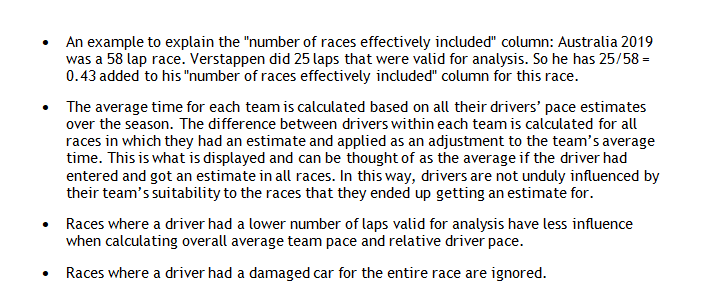 • An example to explain the "number of races effectively included" column: Australia 2019
was a 58 lap race. Verstappen did 25 laps that were valid for analysis. So he has 25/58 =
0.43 added to his "number of races effectively included" column for this race.
• The average time for each team is calculated based on all their drivers’ pace estimates
over the season. The difference between drivers within each team is calculated for all
races in which they had an estimate and applied as an adjustment to the team’s average
time. This is what is displayed and can be thought of as the average if the driver had
entered and got an estimate in all races. In this way, drivers are not unduly influenced by
their team’s suitability to the races that they ended up getting an estimate for.
• Races where a driver had a lower number of laps valid for analysis have less influence
when calculating overall average team pace and relative driver pace.
• Races where a driver had a damaged car for the entire race are ignored.